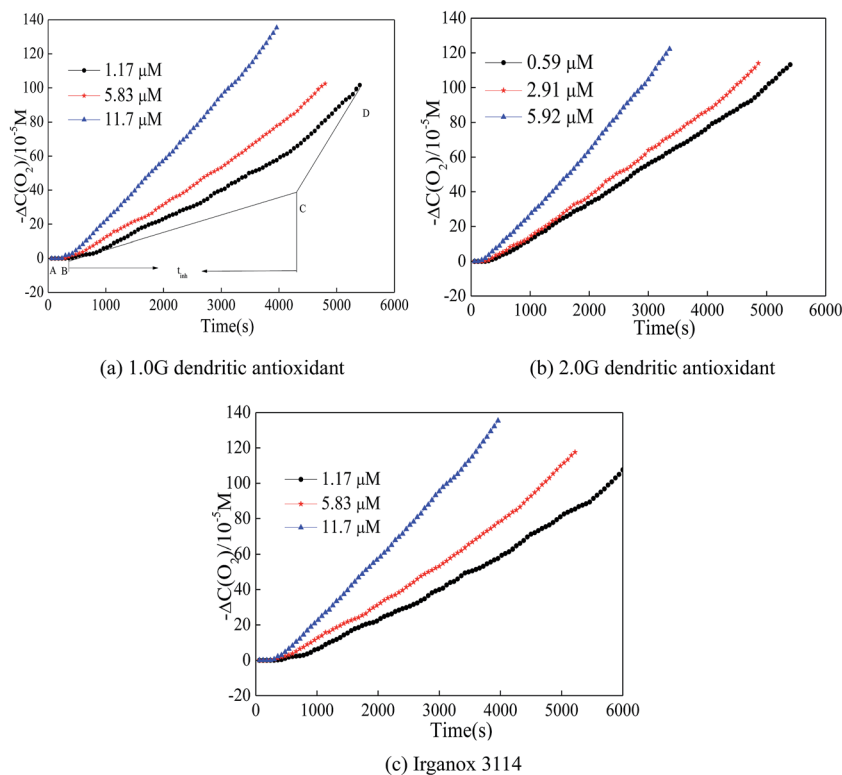 140
120
100
80
60
40
20
0
-20
-ΔC(O₂)/10⁻⁵M
1.17 μM
5.83 μM
11.7 μM
A B
C
D
t_inh
0 1000 2000 3000 4000 5000 6000
Time(s)
(a) 1.0G dendritic antioxidant
140
120
100
80
60
40
20
0
-20
-ΔC(O₂)/10⁻⁵M
0.59 μM
2.91 μM
5.92 μM
0 1000 2000 3000 4000 5000 6000
Time(s)
(b) 2.0G dendritic antioxidant
140
120
100
80
60
40
20
0
-20
-ΔC(O₂)/10⁻⁵M
1.17 μM
5.83 μM
11.7 μM
0 1000 2000 3000 4000 5000 6000
Time(s)
(c) Irganox 3114